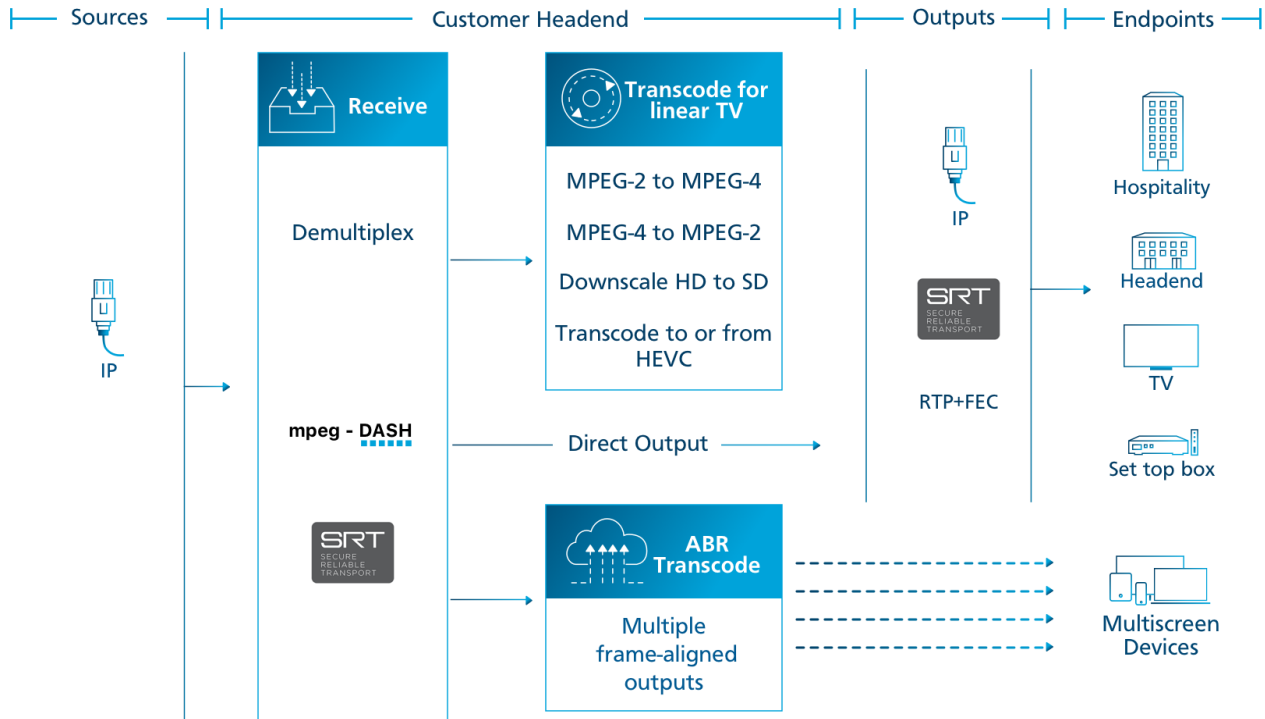 Sources
Customer Headend
Outputs
Endpoints
IP
Receive
Demultiplex
mpeg - DASH
SRT
SECURE
RELIABLE
TRANSPORT
Transcode for
linear TV
MPEG-2 to MPEG-4
MPEG-4 to MPEG-2
Downscale HD to SD
Transcode to or from
HEVC
Direct Output
ABR
Transcode
Multiple
frame-aligned
outputs
IP
SRT
SECURE
RELIABLE
TRANSPORT
RTP+FEC
Hospitality
Headend
TV
Set top box
Multiscreen
Devices